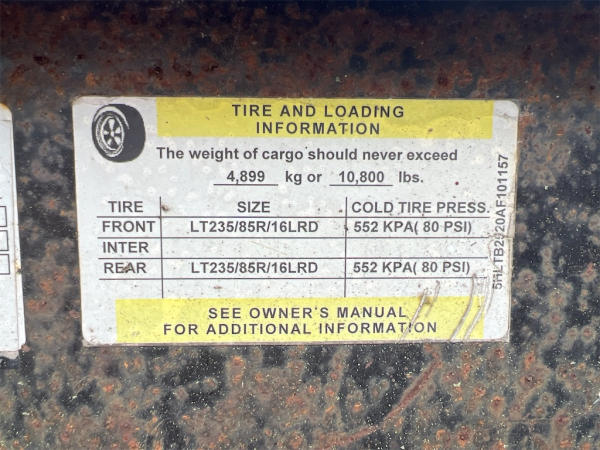 TIRE AND LOADING
INFORMATION
The weight of cargo should never exceed
4,899 kg or 10,800 lbs.
TIRE SIZE COLD TIRE PRESS.
FRONT LT235/85R/16LRD 552 KPA( 80 PSI)
INTER
REAR LT235/85R/16LRD 552 KPA( 80 PSI)
SEE OWNER'S MANUAL
FOR ADDITIONAL INFORMATION